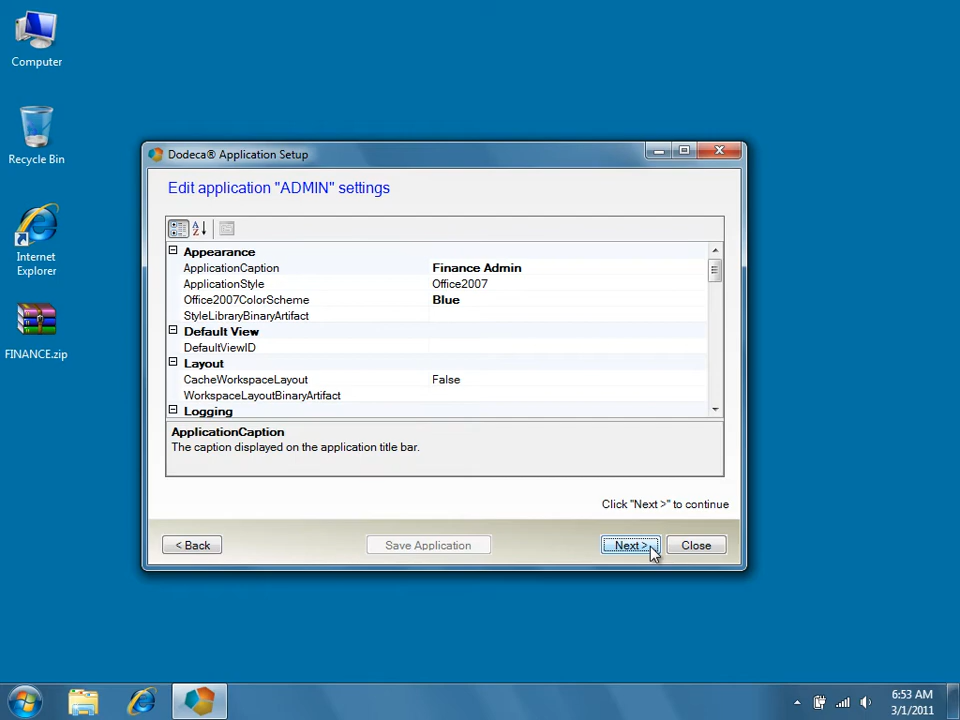 Computer
Recycle Bin
Internet
Explorer
FINANCE.zip
Dodeca® Application Setup
Edit application "ADMIN" settings
Appearance
ApplicationCaption Finance Admin
ApplicationStyle Office2007
Office2007ColorScheme Blue
StyleLibraryBinaryArtifact
Default View
DefaultViewID
Layout
CacheWorkspaceLayout False
WorkspaceLayoutBinaryArtifact
Logging
ApplicationCaption
The caption displayed on the application title bar.
Click "Next >" to continue
< Back Save Application Next > Close
6:53 AM
3/1/2011